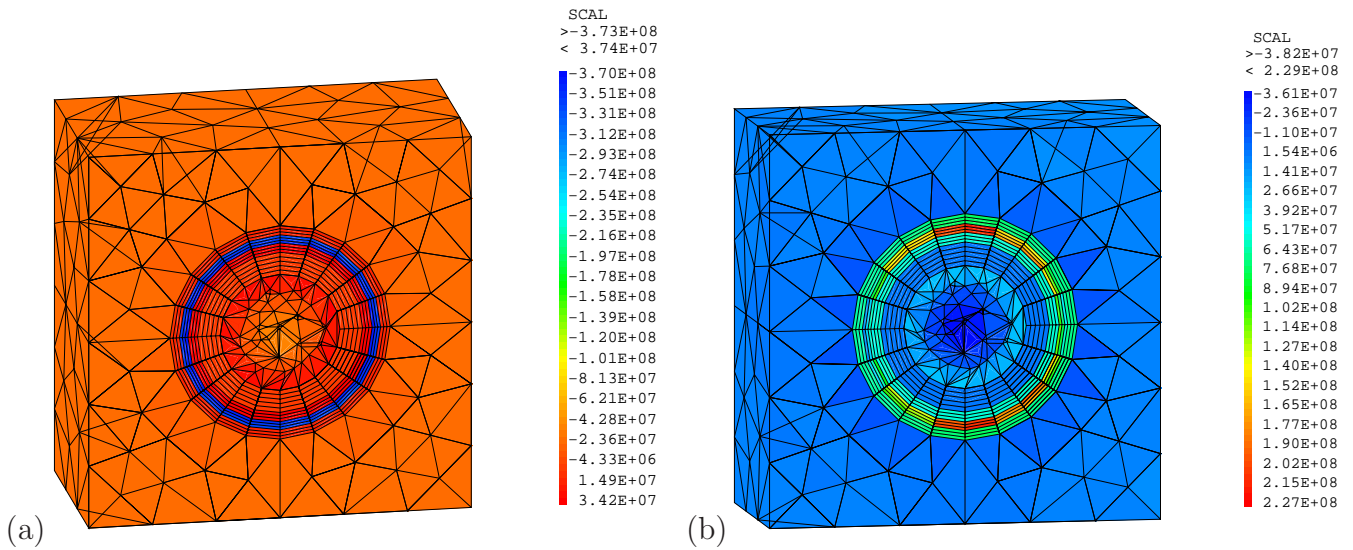 SCAL
>-3.73E+08
< 3.74E+07
-3.70E+08
-3.51E+08
-3.31E+08
-3.12E+08
-2.93E+08
-2.74E+08
-2.54E+08
-2.35E+08
-2.16E+08
-1.97E+08
-1.78E+08
-1.58E+08
-1.39E+08
-1.20E+08
-1.01E+08
-8.13E+07
-6.21E+07
-4.28E+07
-2.36E+07
-4.33E+06
1.49E+07
3.42E+07
(a)
SCAL
>-3.82E+07
< 2.29E+08
-3.61E+07
-2.36E+07
-1.10E+07
1.54E+06
1.41E+07
2.66E+07
3.92E+07
5.17E+07
6.43E+07
7.68E+07
8.94E+07
1.02E+08
1.14E+08
1.27E+08
1.40E+08
1.52E+08
1.65E+08
1.77E+08
1.90E+08
2.02E+08
2.15E+08
2.27E+08
(b)